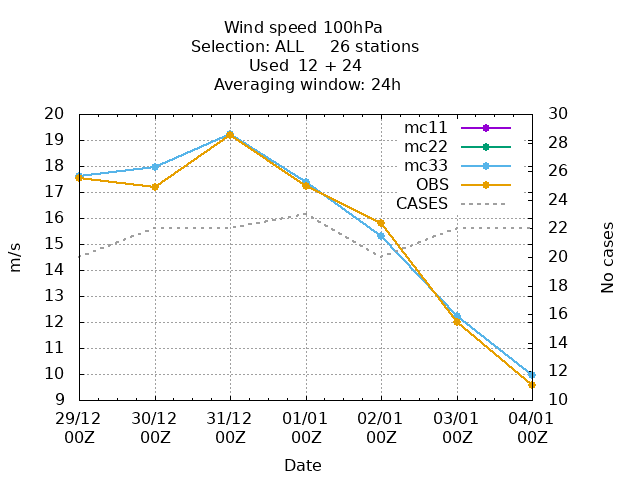 Wind speed 100hPa
Selection: ALL     26 stations
Used  12 + 24
Averaging window: 24h
20
19
18
17
16
15
14
13
12
11
10
9
m/s
30
28
26
24
22
20
18
16
14
12
10
No cases
mc11
mc22
mc33
OBS
CASES
29/12 30/12 31/12 01/01 02/01 03/01 04/01
00Z 00Z 00Z 00Z 00Z 00Z 00Z
Date